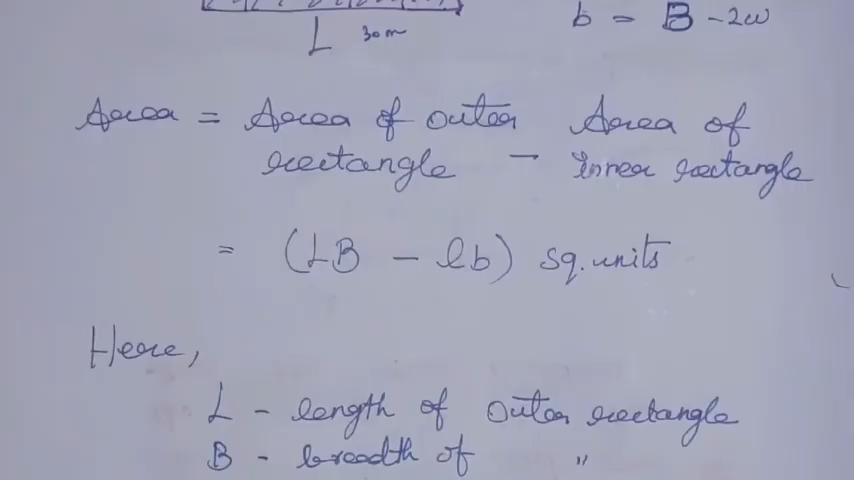 L 30m
b = B - 2w
Area = Area of outer Area of
rectangle - inner rectangle
= (LB - lb) sq.units
Here,
L - length of outer rectangle
B - breadth of "